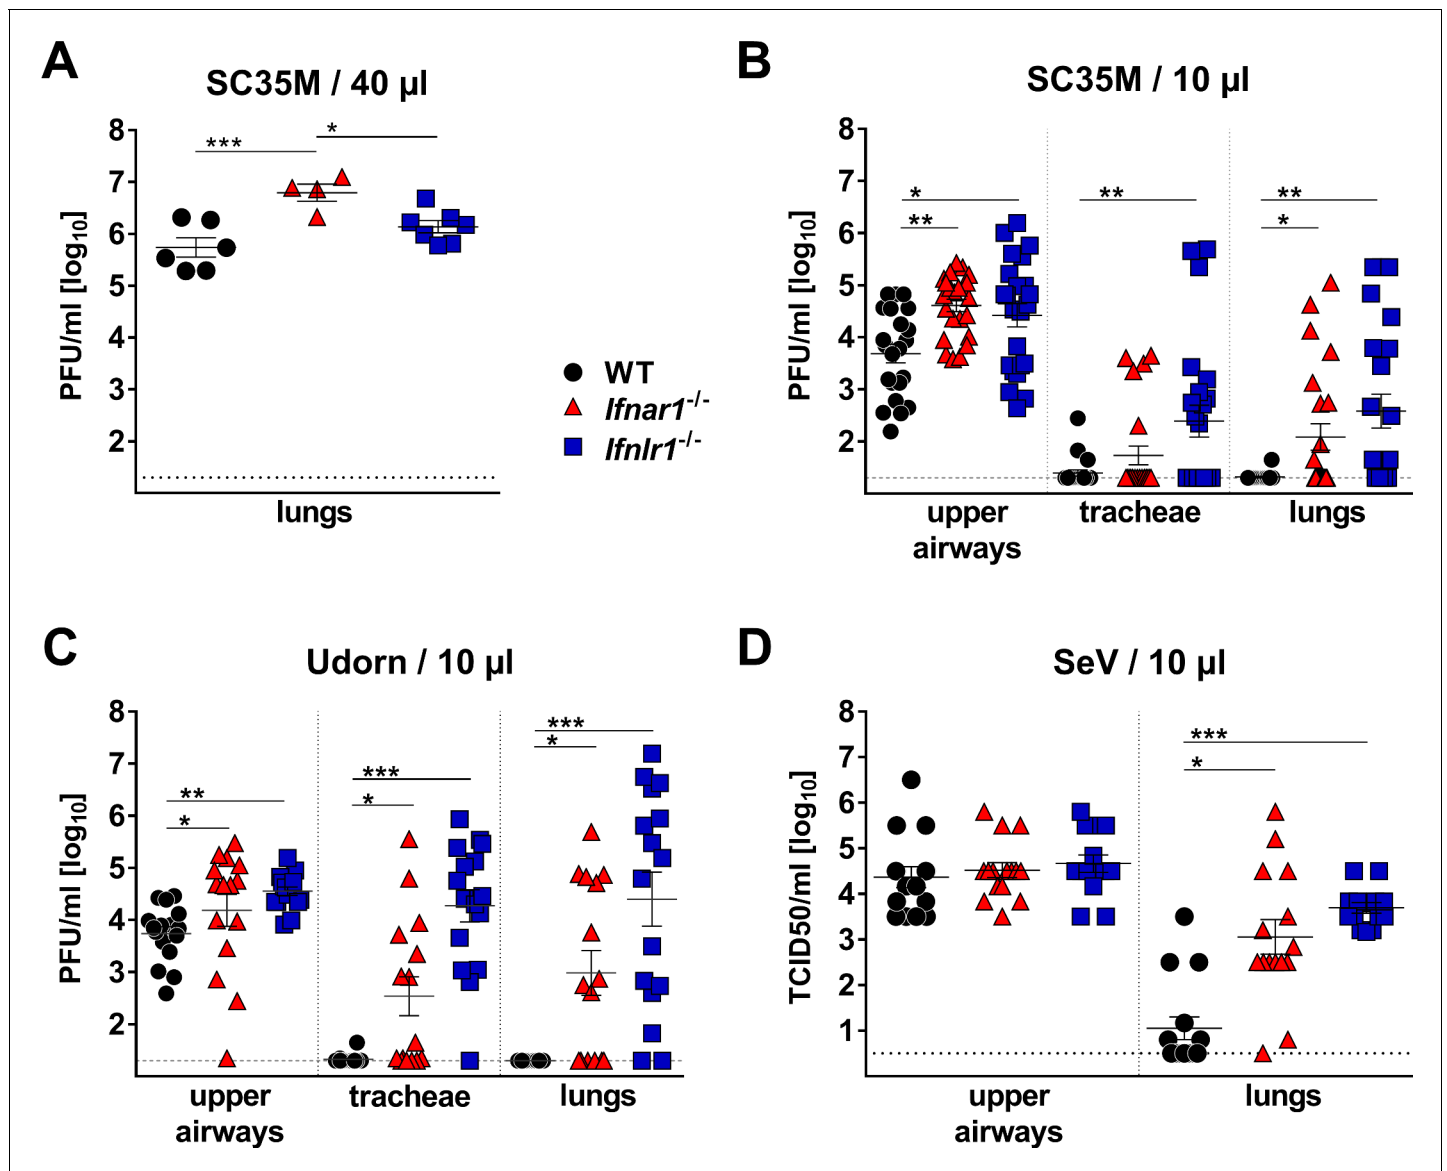 A
SC35M / 40 µl
PFU/ml [log10]
8
7
6
5
4
3
2
***
*
lungs
WT
Ifnar1-/-
Ifnlr1-/-
B
SC35M / 10 µl
PFU/ml [log10]
8
7
6
5
4
3
2
*
**
**
**
*
upper
airways
tracheae
lungs
C
Udorn / 10 µl
PFU/ml [log10]
8
7
6
5
4
3
2
**
*
***
*
***
*
upper
airways
tracheae
lungs
D
SeV / 10 µl
TCID50/ml [log10]
8
7
6
5
4
3
2
1
***
*
upper
airways
lungs